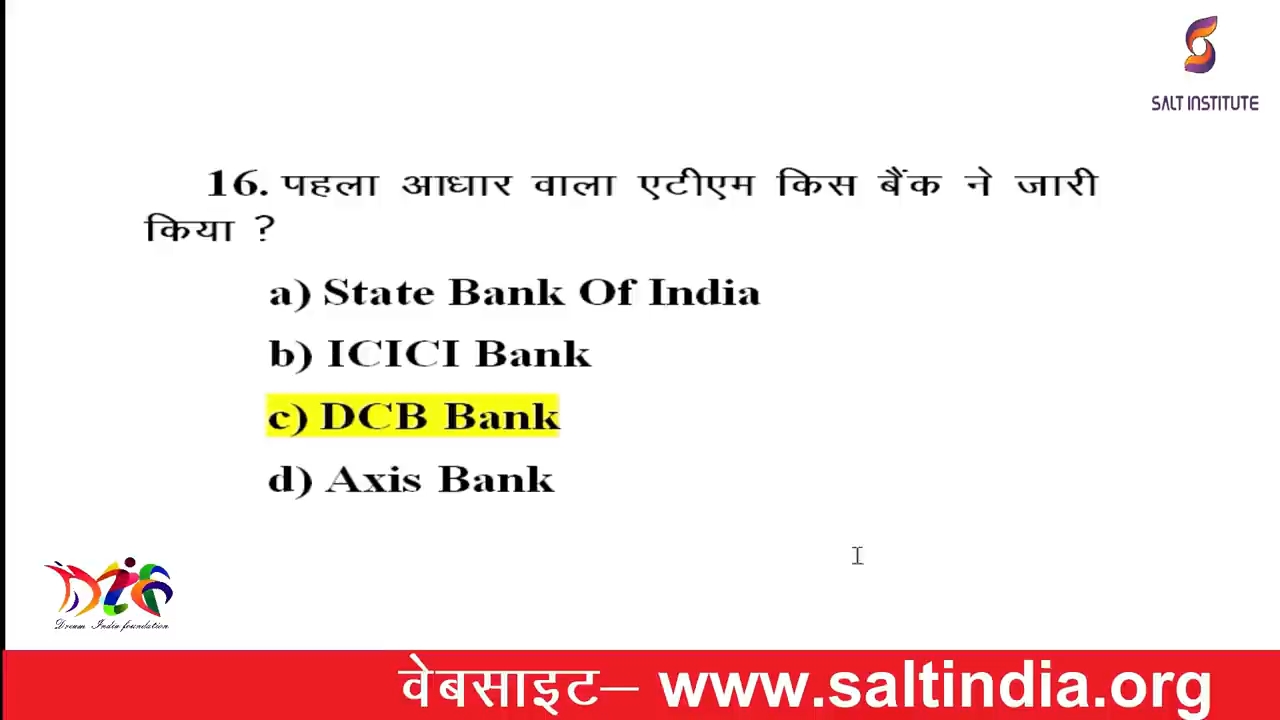 SALT INSTITUTE
16. पहला आधार वाला एटीएम किस बैंक ने जारी
किया ?
a) State Bank Of India
b) ICICI Bank
c) DCB Bank
d) Axis Bank
Dream India foundation
वेबसाइट– www.saltindia.org